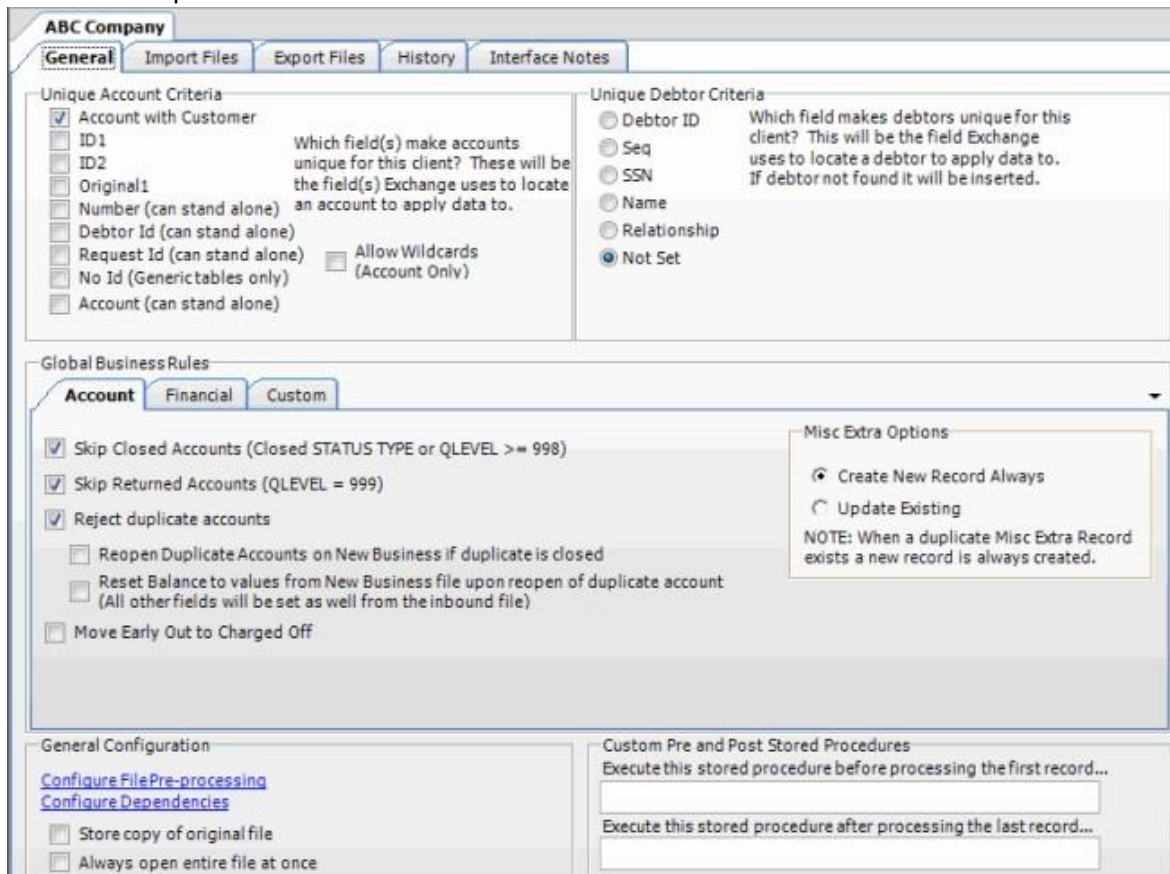 ABC Company
General Import Files Export Files History Interface Notes
Unique Account Criteria
Account with Customer
ID1
ID2
Original1
Number (can stand alone)
Debtor Id (can stand alone)
Request Id (can stand alone)
No Id (Generic tables only)
Account (can stand alone)
Which field(s) make accounts
unique for this client? These will be
the field(s) Exchange uses to locate
an account to apply data to.
Allow Wildcards
(Account Only)
Unique Debtor Criteria
Debtor ID
Seq
SSN
Name
Relationship
Not Set
Which field makes debtors unique for this
client? This will be the field Exchange
uses to locate a debtor to apply data to.
If debtor not found it will be inserted.
Global Business Rules
Account Financial Custom
Skip Closed Accounts (Closed STATUS TYPE or QLEVEL >= 998)
Skip Returned Accounts (QLEVEL = 999)
Reject duplicate accounts
Reopen Duplicate Accounts on New Business if duplicate is closed
Reset Balance to values from New Business file upon reopen of duplicate account
(All other fields will be set as well from the inbound file)
Move Early Out to Charged Off
Misc Extra Options
Create New Record Always
Update Existing
NOTE: When a duplicate Misc Extra Record
exists a new record is always created.
General Configuration
Configure File Pre-processing
Configure Dependencies
Store copy of original file
Always open entire file at once
Custom Pre and Post Stored Procedures
Execute this stored procedure before processing the first record...
Execute this stored procedure after processing the last record...